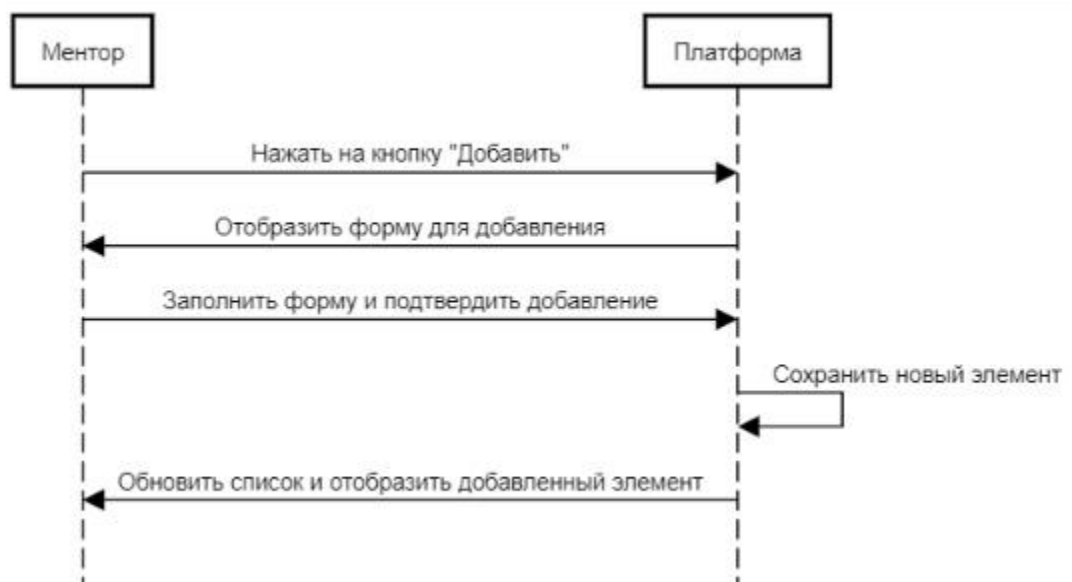 Ментор
Платформа
Нажать на кнопку "Добавить"
Отобразить форму для добавления
Заполнить форму и подтвердить добавление
Сохранить новый элемент
Обновить список и отобразить добавленный элемент